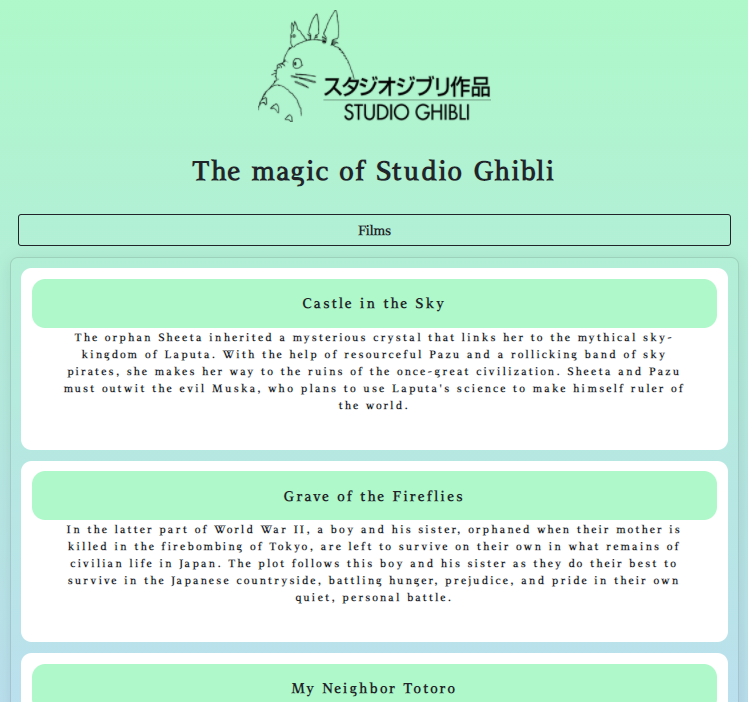 スタジオジブリ作品
STUDIO GHIBLI
The magic of Studio Ghibli
Films
Castle in the Sky
The orphan Sheeta inherited a mysterious crystal that links her to the mythical sky-
kingdom of Laputa. With the help of resourceful Pazu and a rollicking band of sky
pirates, she makes her way to the ruins of the once-great civilization. Sheeta and Pazu
must outwit the evil Muska, who plans to use Laputa's science to make himself ruler of
the world.
Grave of the Fireflies
In the latter part of World War II, a boy and his sister, orphaned when their mother is
killed in the firebombing of Tokyo, are left to survive on their own in what remains of
civilian life in Japan. The plot follows this boy and his sister as they do their best to
survive in the Japanese countryside, battling hunger, prejudice, and pride in their own
quiet, personal battle.
My Neighbor Totoro